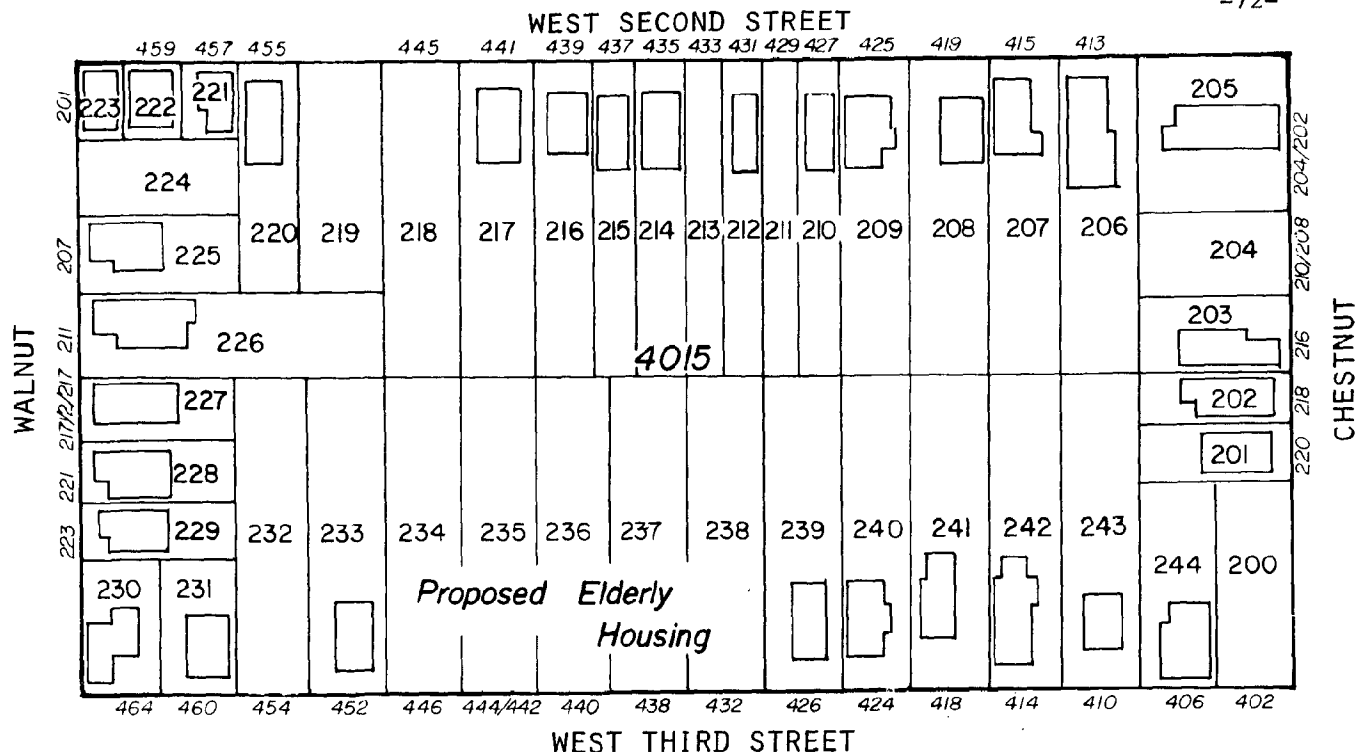 -72-
WEST SECOND STREET
459 457 455 445 441 439 437 435 433 431 429 427 425 419 415 413
201
223 222 221
205
204/202
224
207
225
220 219 218 217 216 215 214 213 212 211 210 209 208 207 206
204
210/208
WALNUT
211
226
4015
203
216
CHESTNUT
217 1/2/217
227
202
218
221
228
201
220
223
229 232 233 234 235 236 237 238 239 240 241 242 243
244 200
230 231
Proposed Elderly
Housing
464 460 454 452 446 444/442 440 438 432 426 424 418 414 410 406 402
WEST THIRD STREET